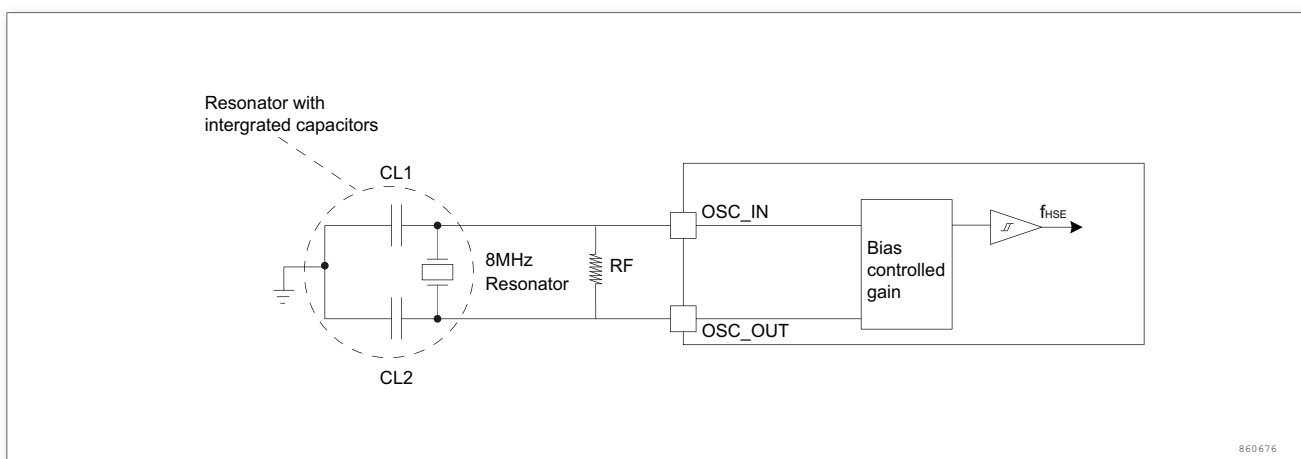 Resonator with
intergrated capacitors
CL1
OSC_IN
fHSE
8MHz
Resonator
RF
Bias
controlled
gain
OSC_OUT
CL2
860676